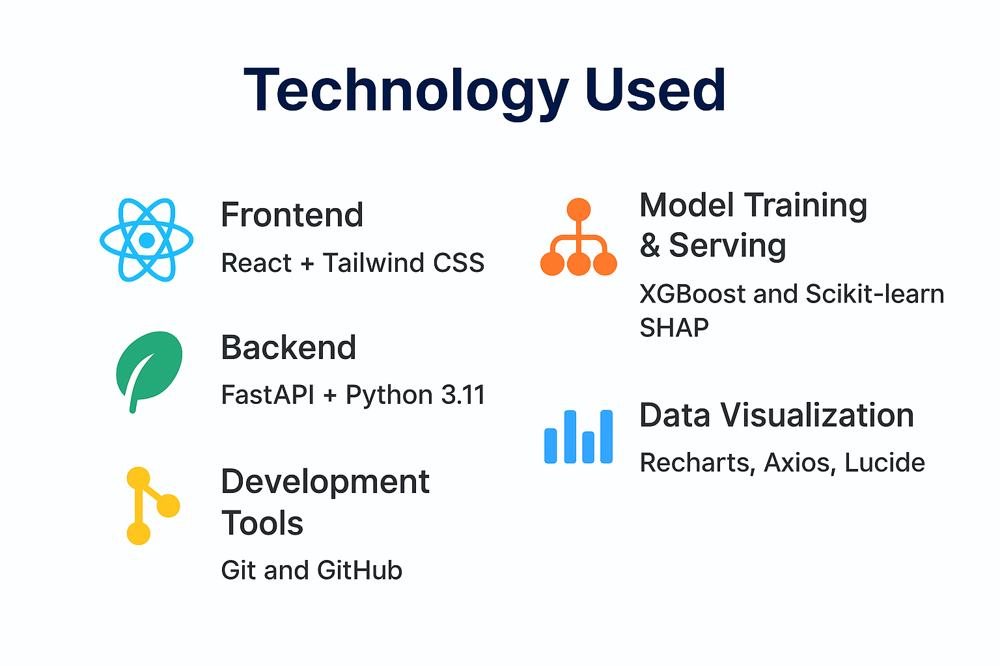 Technology Used
Frontend
React + Tailwind CSS
Backend
FastAPI + Python 3.11
Development
Tools
Git and GitHub
Model Training
& Serving
XGBoost and Scikit-learn
SHAP
Data Visualization
Recharts, Axios, Lucide